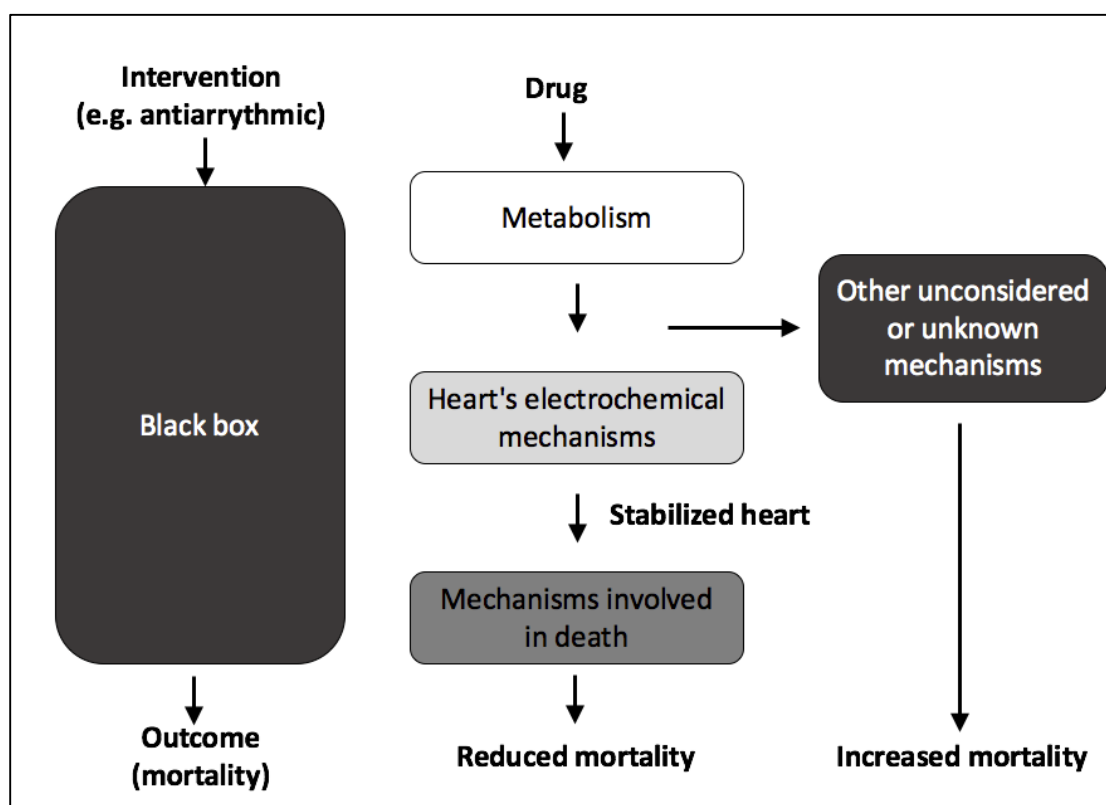 Intervention
(e.g. antiarrythmic)
Black box
Outcome
(mortality)
Drug
Metabolism
Heart's electrochemical
mechanisms
Stabilized heart
Mechanisms involved
in death
Reduced mortality
Other unconsidered
or unknown
mechanisms
Increased mortality